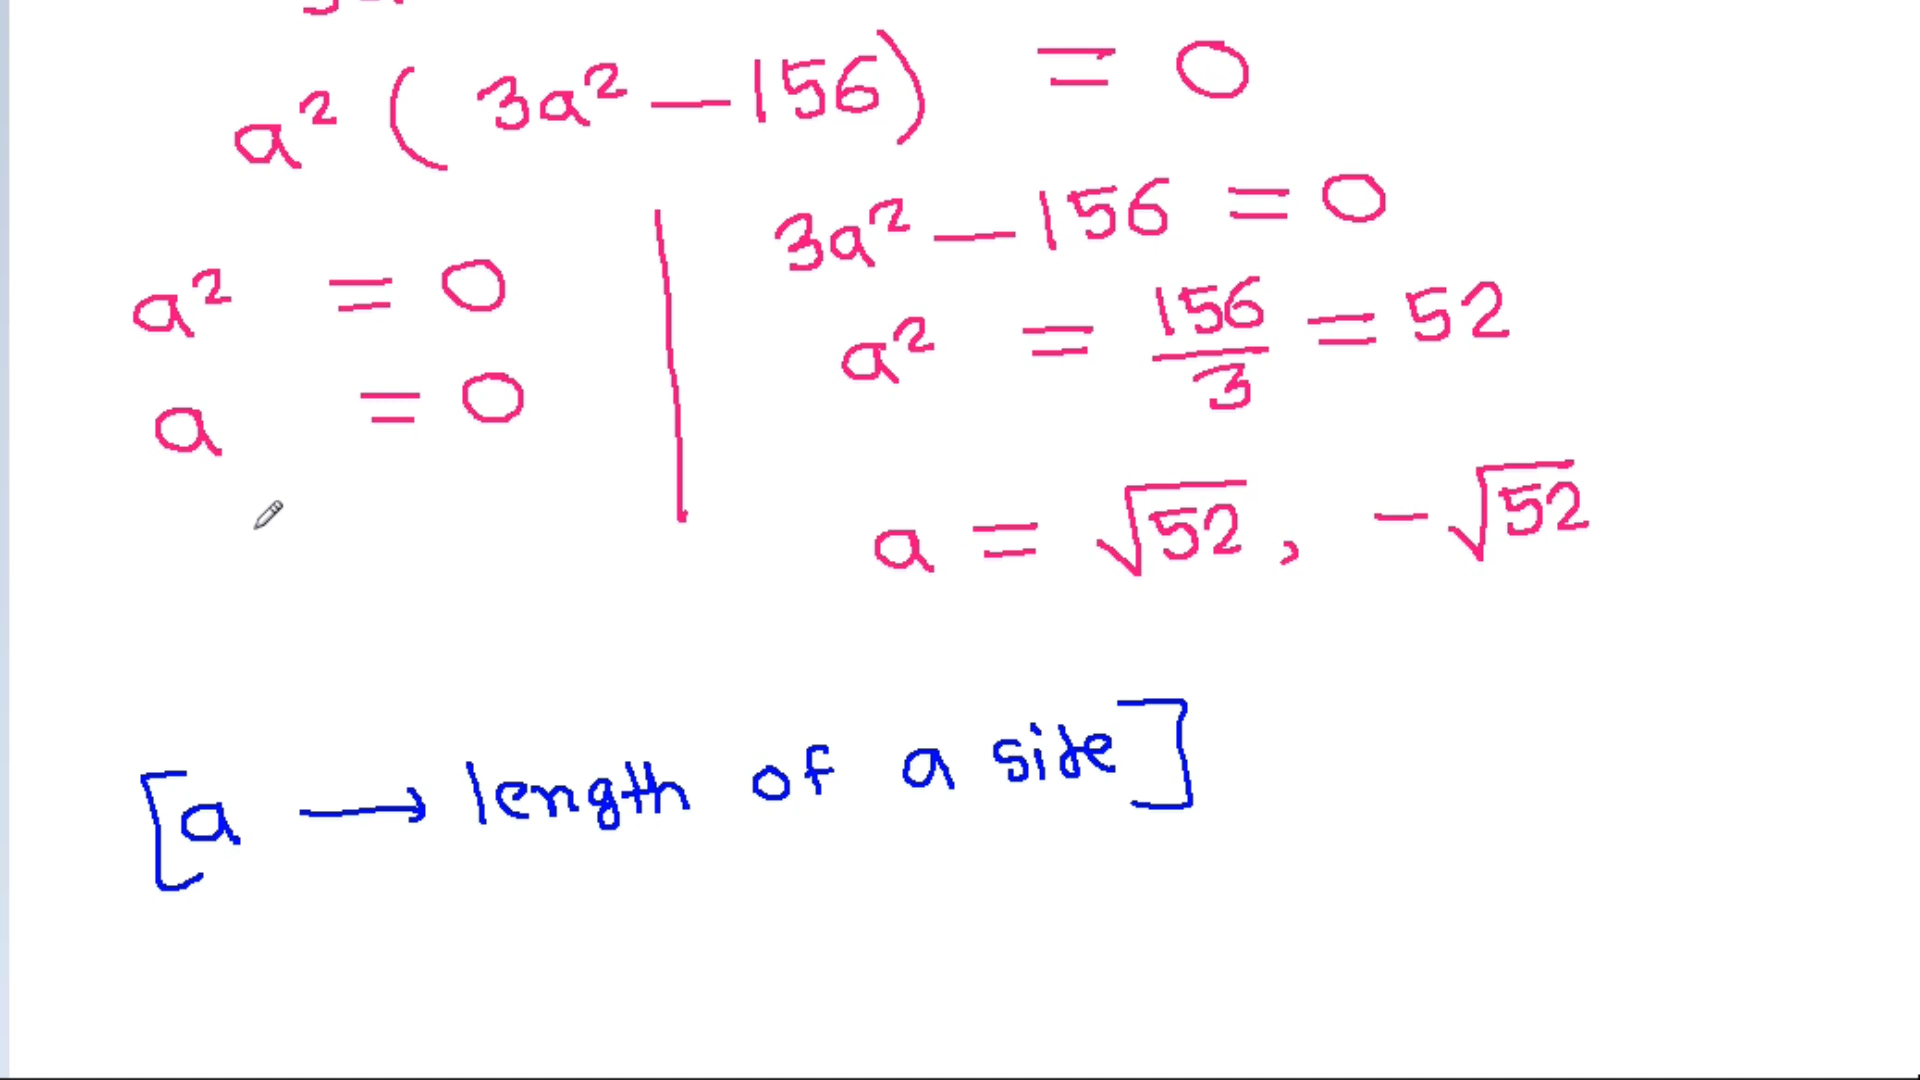 a² ( 3a² — 156 ) = 0
a² = 0
a = 0
3a² — 156 = 0
a² = 156/3 = 52
a = √52 , -√52
[a → length of a side]